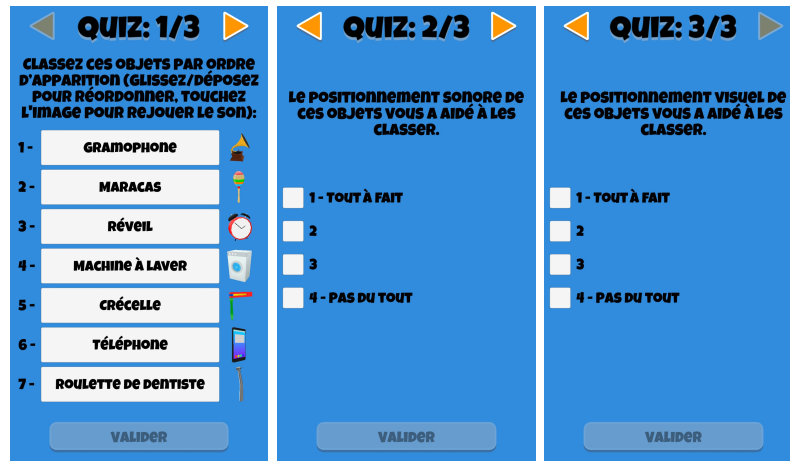 QUIZ: 1/3
CLASSEZ CES OBJETS PAR ORDRE
D'APPARITION (GLISSEZ/DÉPOSEZ
POUR RÉORDONNER, TOUCHEZ
L'IMAGE POUR REJOUER LE SON):
1 - GRAMOPHONE
2 - MARACAS
3 - RÉVEIL
4 - MACHINE À LAVER
5 - CRÉCELLE
6 - TÉLÉPHONE
7 - ROULETTE DE DENTISTE
VALIDER
QUIZ: 2/3
LE POSITIONNEMENT SONORE DE
CES OBJETS VOUS A AIDÉ À LES
CLASSER.
1 - TOUT À FAIT
2
3
4 - PAS DU TOUT
VALIDER
QUIZ: 3/3
LE POSITIONNEMENT VISUEL DE
CES OBJETS VOUS A AIDÉ À LES
CLASSER.
1 - TOUT À FAIT
2
3
4 - PAS DU TOUT
VALIDER